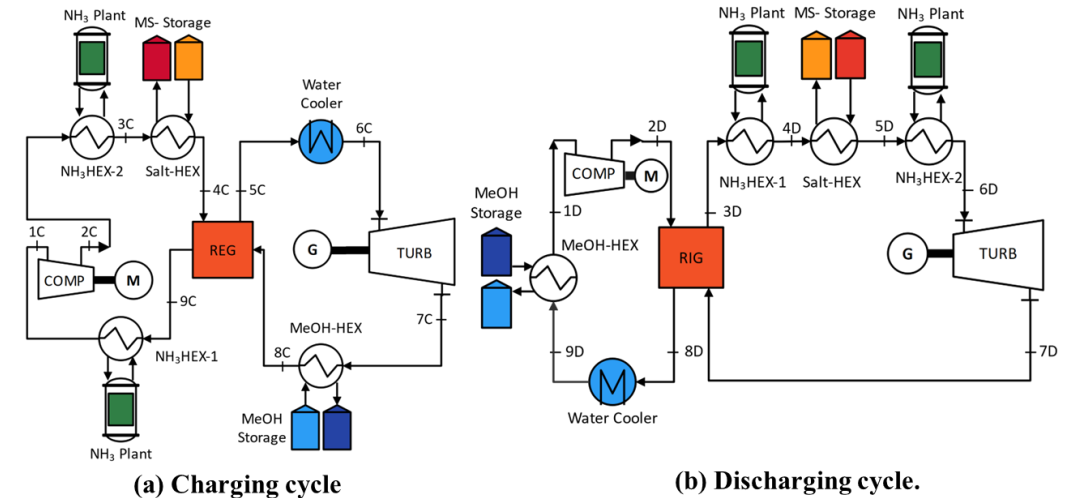 NH₃ Plant
MS- Storage
3C
NH₃HEX-2
Salt-HEX
Water
Cooler
6C
4C
5C
1C
2C
COMP
M
REG
9C
G
TURB
7C
NH₃HEX-1
MeOH-HEX
8C
MeOH
Storage
NH₃ Plant
(a) Charging cycle
NH₃ Plant
MS- Storage
NH₃ Plant
2D
COMP
M
4D
5D
NH₃HEX-1
Salt-HEX
NH₃HEX-2
MeOH
Storage
1D
3D
6D
MeOH-HEX
RIG
G
TURB
9D
8D
7D
Water Cooler
(b) Discharging cycle.